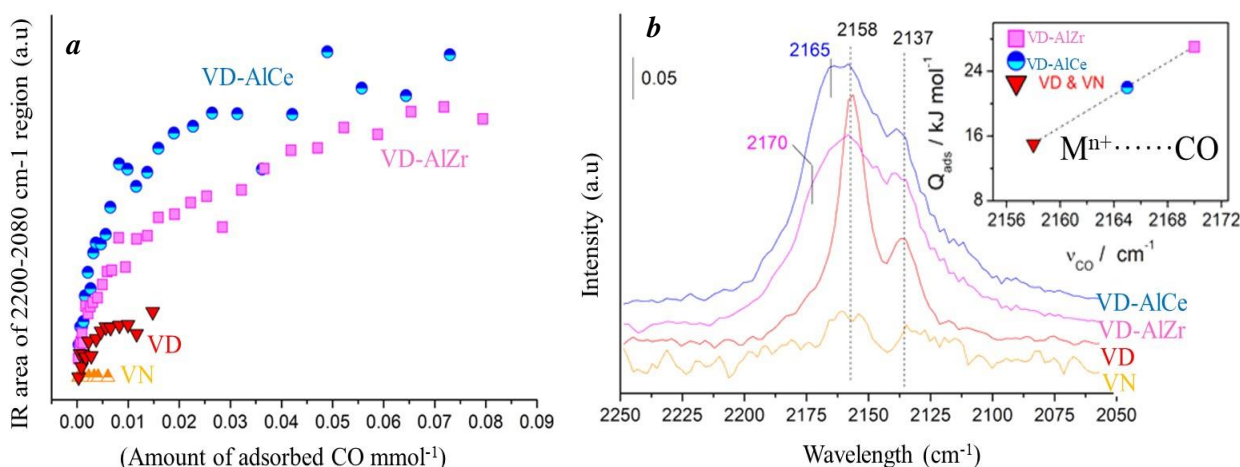 a
IR area of 2200-2080 cm-1 region (a.u)
VD-AlCe
VD-AlZr
VD
VN
0.00 0.01 0.02 0.03 0.04 0.05 0.06 0.07 0.08 0.09
(Amount of adsorbed CO mmol-1)
b
Intensity (a.u)
0.05
2165
2158
2137
2170
VD-AlCe
VD-AlZr
VD
VN
2250 2225 2200 2175 2150 2125 2100 2075 2050
Wavelength (cm-1)
VD-AlZr
VD-AlCe
VD & VN
Qads / kJ mol-1
24
16
8
Mn+······CO
2156 2160 2164 2168 2172
νCO / cm-1